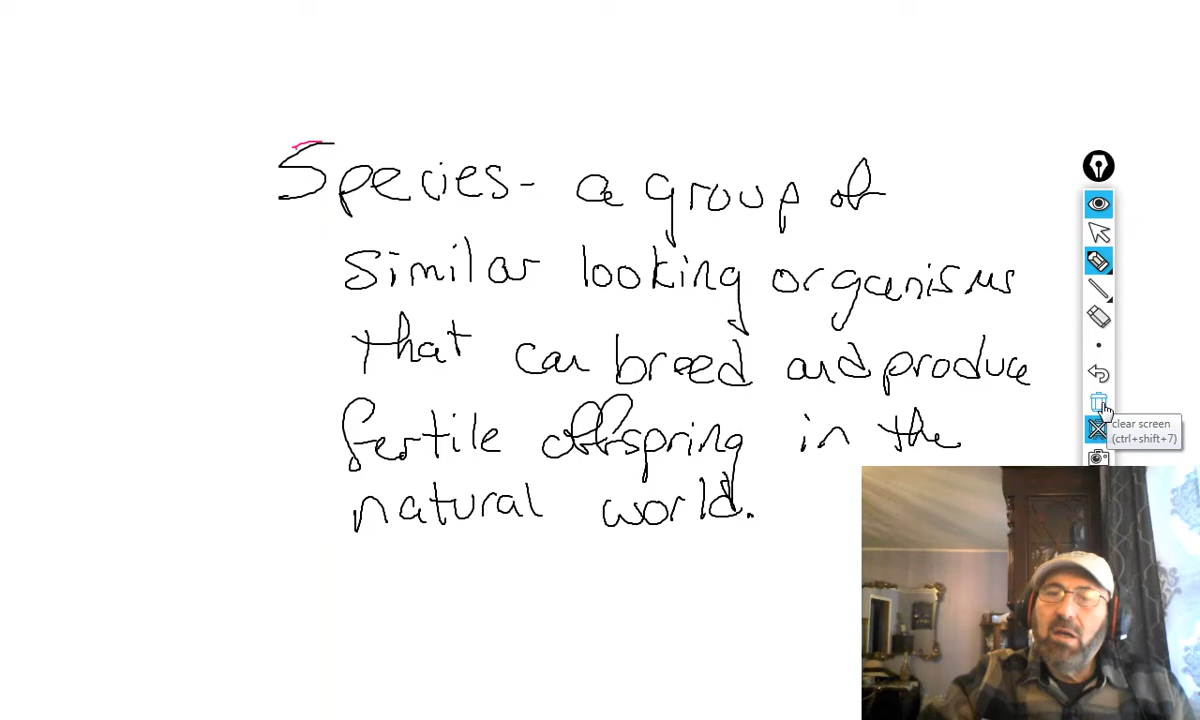 Species - a group of
similar looking organisms
that can breed and produce
fertile offspring in the
natural world.
clear screen
(ctrl+shift+7)